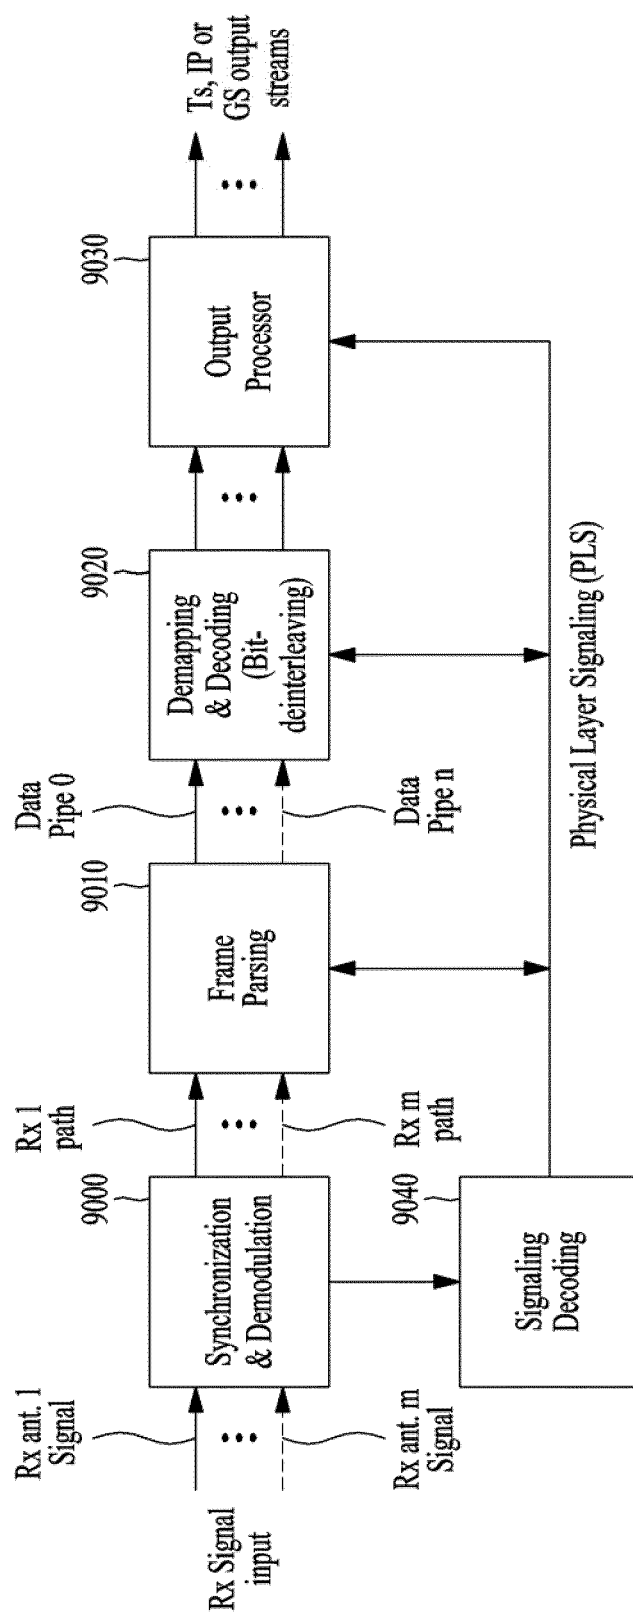 Rx Signal
input
Rx ant. 1
Signal
Rx ant. m
Signal
9000
Synchronization
& Demodulation
Rx 1
path
Rx m
path
9010
Frame
Parsing
Data
Pipe 0
Data
Pipe n
9020
Demapping
& Decoding
(Bit-
deinterleaving)
9030
Output
Processor
Ts, IP or
GS output
streams
9040
Signaling
Decoding
Physical Layer Signaling (PLS)